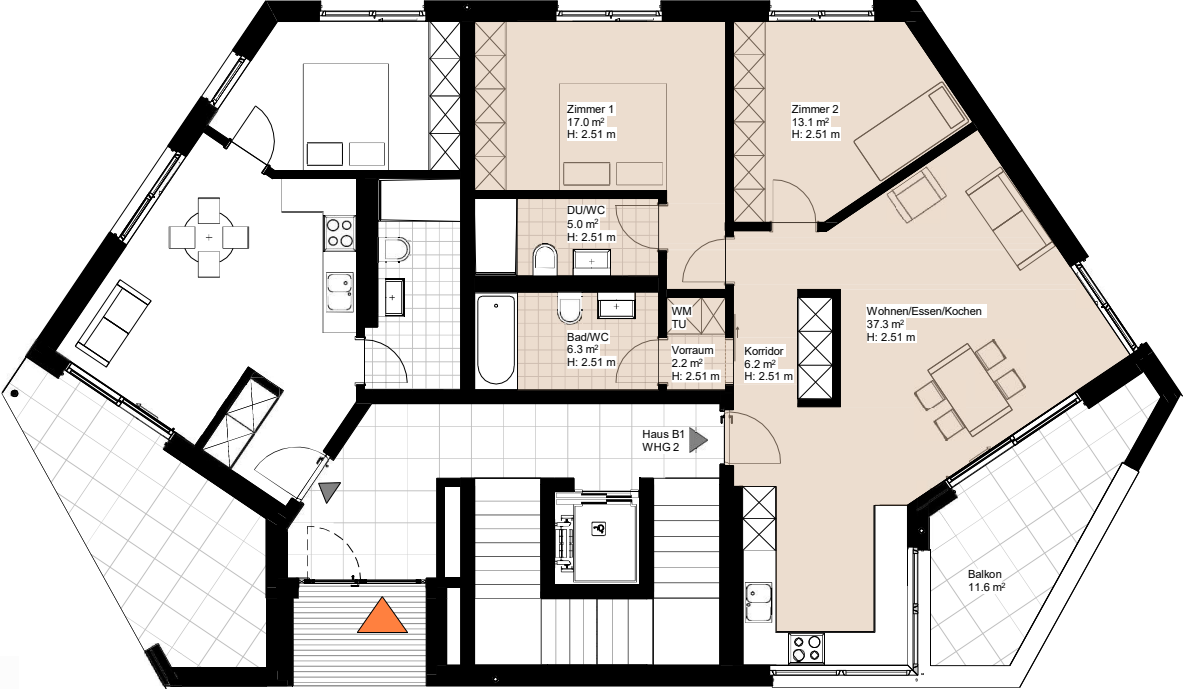 Zimmer 1
17.0 m²
H: 2.51 m
Zimmer 2
13.1 m²
H: 2.51 m
DU/WC
5.0 m²
H: 2.51 m
WM
TU
Wohnen/Essen/Kochen
37.3 m²
H: 2.51 m
Bad/WC
6.3 m²
H: 2.51 m
Vorraum
2.2 m²
H: 2.51 m
Korridor
6.2 m²
H: 2.51 m
Haus B1
WHG 2
Balkon
11.6 m²